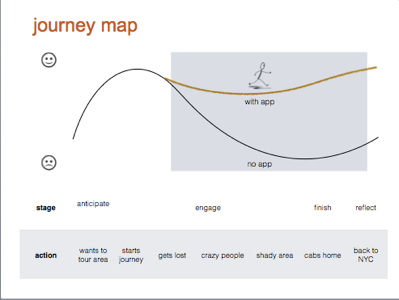 journey map
with app
no app
stage anticipate engage finish reflect
action wants to tour area starts journey gets lost crazy people shady area cabs home back to NYC